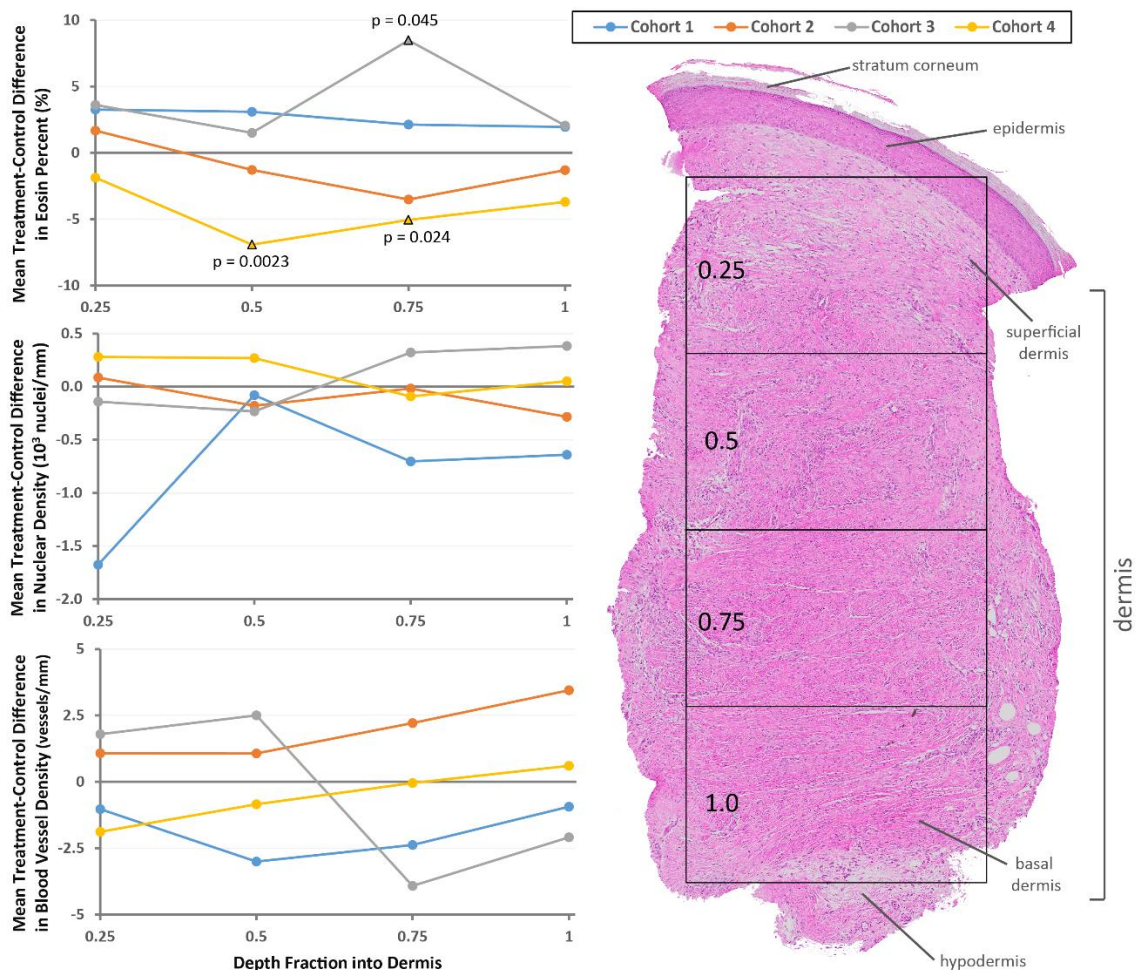 Cohort 1 Cohort 2 Cohort 3 Cohort 4
Mean Treatment-Control Difference
in Eosin Percent (%)
10
5
0
-5
-10
p = 0.045
p = 0.0023
p = 0.024
0.25 0.5 0.75 1
Mean Treatment-Control Difference
in Nuclear Density (10³ nuclei/mm)
0.5
0.0
-0.5
-1.0
-1.5
-2.0
0.25 0.5 0.75 1
Mean Treatment-Control Difference
in Blood Vessel Density (vessels/mm)
5
2.5
0
-2.5
-5
0.25 0.5 0.75 1
Depth Fraction into Dermis
stratum corneum
epidermis
0.25
superficial
dermis
0.5
0.75
1.0
dermis
basal
dermis
hypodermis